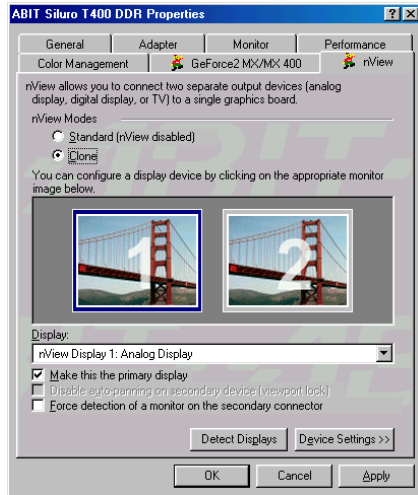 ABIT Siluro T400 DDR Properties
General
Adapter
Monitor
Performance
Color Management
GeForce2 MX/MX 400
nView
nView allows you to connect two separate output devices (analog
display, digital display, or TV) to a single graphics board.
nView Modes
Standard (nView disabled)
Clone
You can configure a display device by clicking on the appropriate monitor
image below.
1
2
Display:
nView Display 1: Analog Display
Make this the primary display
Disable auto-panning on secondary device (viewport lock)
Force detection of a monitor on the secondary connector
Detect Displays
Device Settings >>
OK
Cancel
Apply